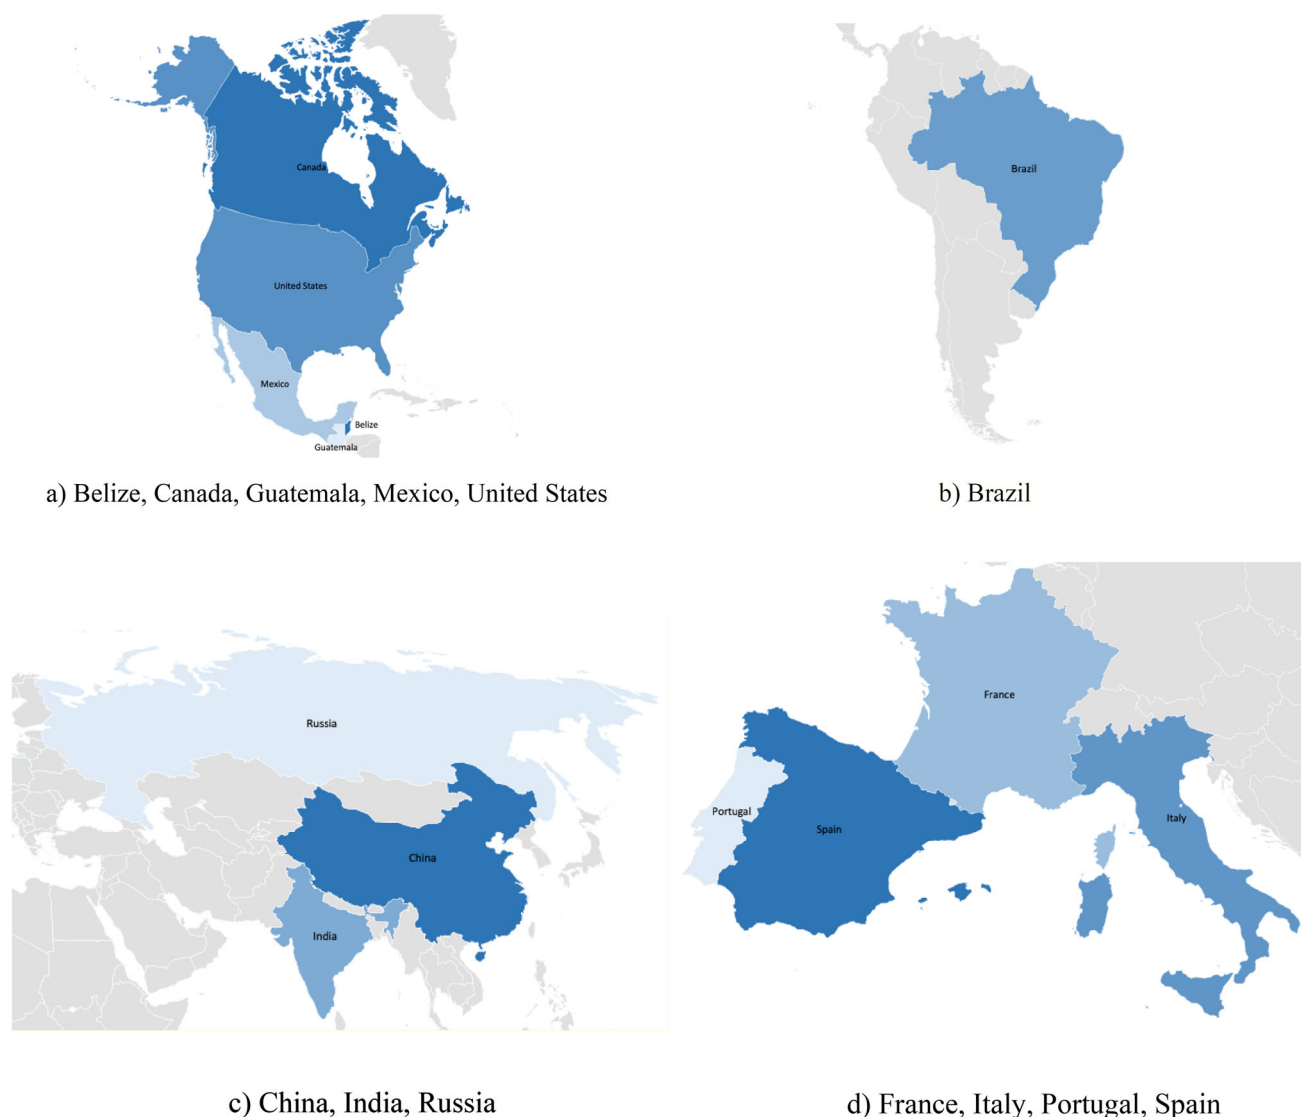 Canada
United States
Mexico
Belize
Guatemala
a) Belize, Canada, Guatemala, Mexico, United States
Brazil
b) Brazil
Russia
China
India
c) China, India, Russia
France
Portugal
Spain
Italy
d) France, Italy, Portugal, Spain